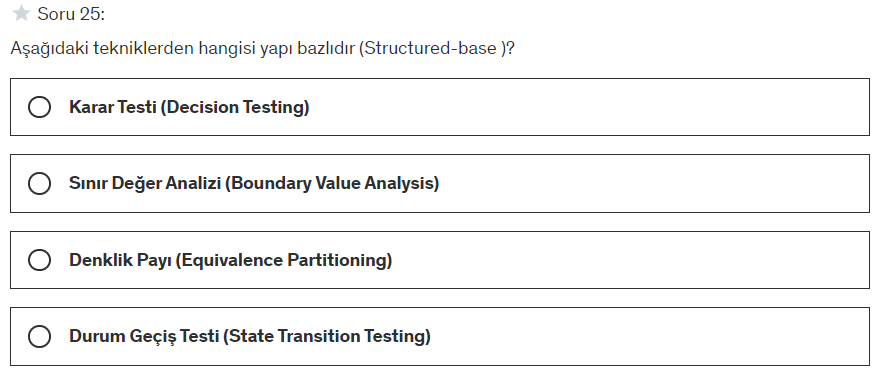 Soru 25:
Aşağıdaki tekniklerden hangisi yapı bazlıdır (Structured-base )?
Karar Testi (Decision Testing)
Sınır Değer Analizi (Boundary Value Analysis)
Denklik Payı (Equivalence Partitioning)
Durum Geçiş Testi (State Transition Testing)